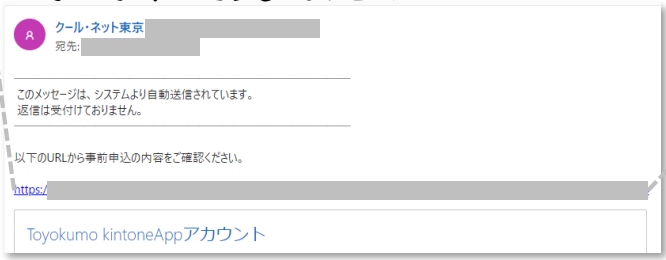 A
クール・ネット東京
宛先:
このメッセージは、システムより自動送信されています。
返信は受付けておりません。
以下のURLから事前申込の内容をご確認ください。
https:/
Toyokumo kintoneAppアカウント